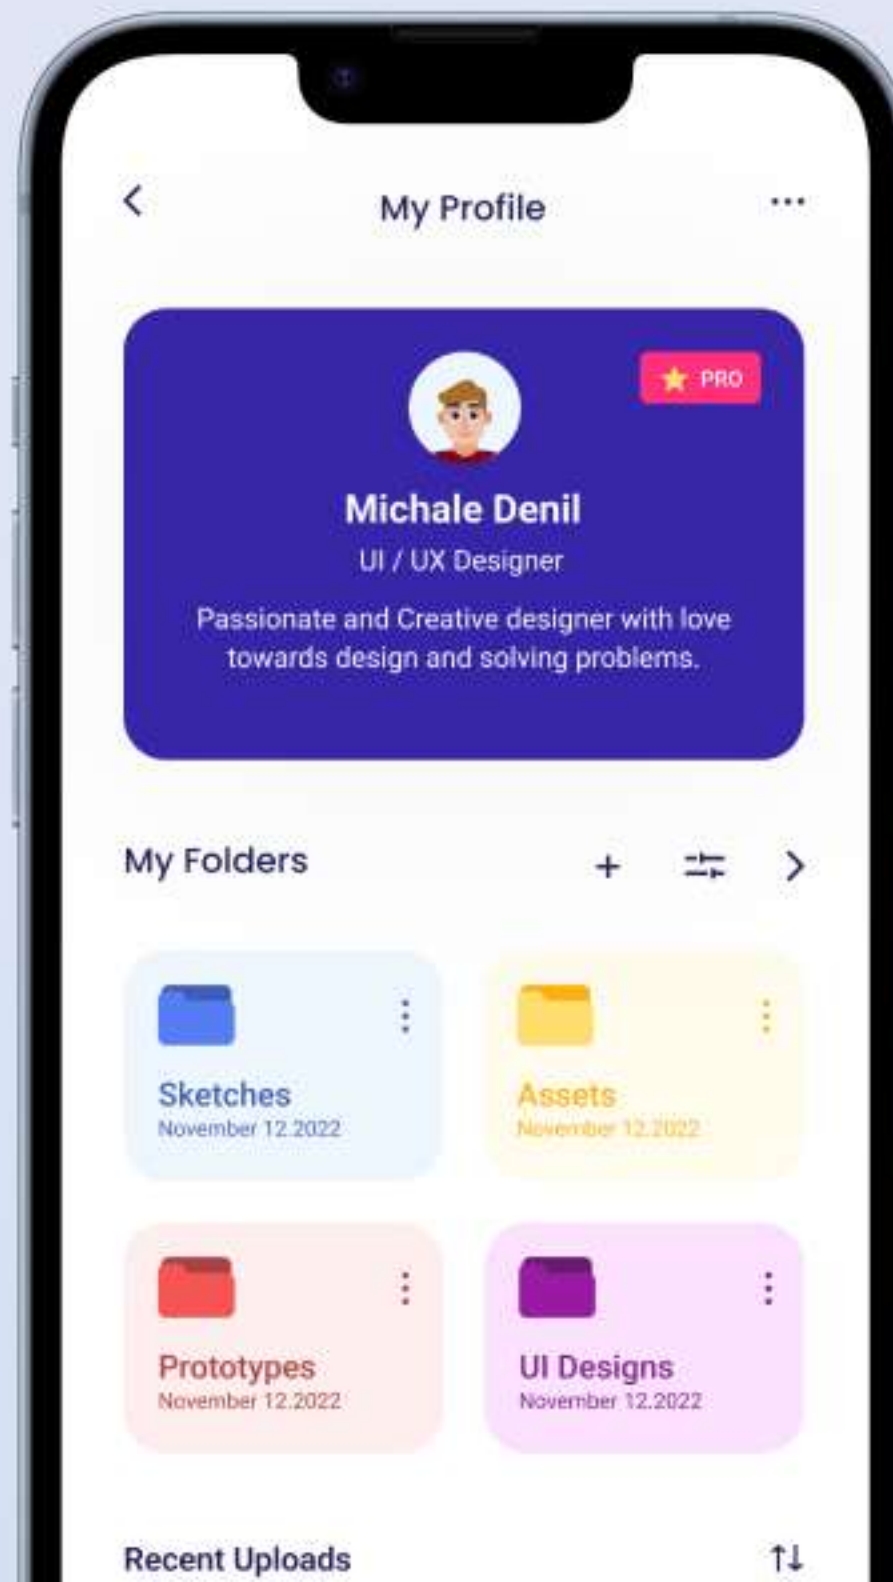 My Profile
PRO
Michale Denil
UI / UX Designer
Passionate and Creative designer with love
towards design and solving problems.
My Folders
Sketches
November 12.2022
Assets
November 12.2022
Prototypes
November 12.2022
UI Designs
November 12.2022
Recent Uploads